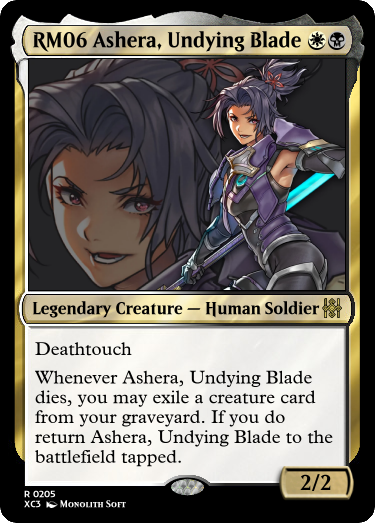 RM06 Ashera, Undying Blade
Legendary Creature — Human Soldier
Deathtouch
Whenever Ashera, Undying Blade
dies, you may exile a creature card
from your graveyard. If you do
return Ashera, Undying Blade to the
battlefield tapped.
2/2
R 0205
XC3 Monolith Soft